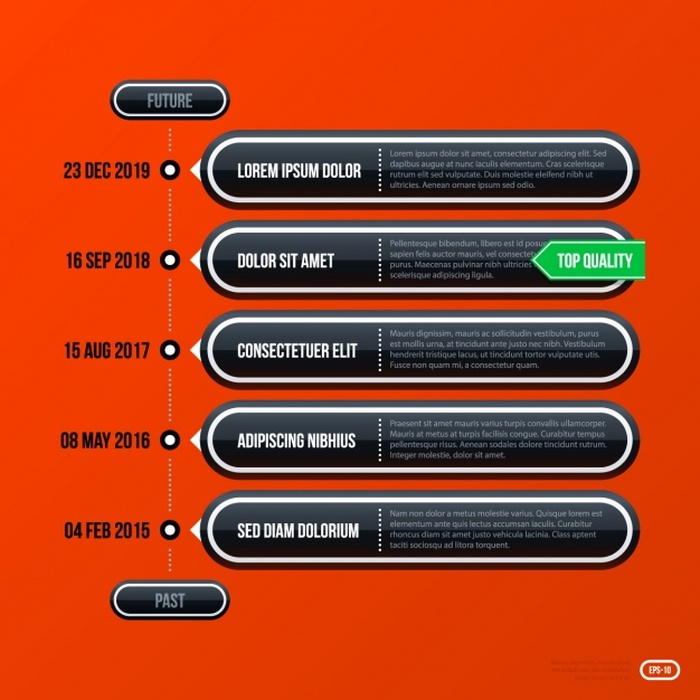 FUTURE
23 DEC 2019
LOREM IPSUM DOLOR
Lorem ipsum dolor sit amet, consectetur adipiscing elit. Sed
dapibus augue at nunc iaculis elementum. Cras scelerisque
rutrum elit sed vulputate. Duis molestie eleifend nibh ut
ultricies. Aenean ornare ipsum sed odio.
16 SEP 2018
DOLOR SIT AMET
Pellentesque bibendum, libero est id
sapien felis auctor mauris, vel
purus. Maecenas pulvinar nibh ultricies
scelerisque adipiscing ligula.
TOP QUALITY
15 AUG 2017
CONSECTETUER ELIT
Mauris dignissim, mauris ac sollicitudin vestibulum, purus
est mollis urna, at tincidunt ante justo nec nibh. Vestibulum
hendrerit tristique lacus, ut tincidunt tortor vulputate utis.
Fusce non quam mi, a consectetur quam.
08 MAY 2016
ADIPISCING NIBHIUS
Praesent sit amet mauris varius turpis convallis ullamcorper.
Mauris at metus at turpis facilisis congue. Curabitur tempus
pellentesque risus. Aenean sodales tincidunt rutrum.
Integer molestie, dolor sit amet.
04 FEB 2015
SED DIAM DOLORIUM
Nam non dolor a metus molestie varius. Quisque lorem est
elementum ante quis lectus accumsan iaculis. Curabitur
rhoncus diam sit amet justo vehicula lacinia. Class aptent
taciti sociosqu ad litora torquent.
PAST
EPS-10